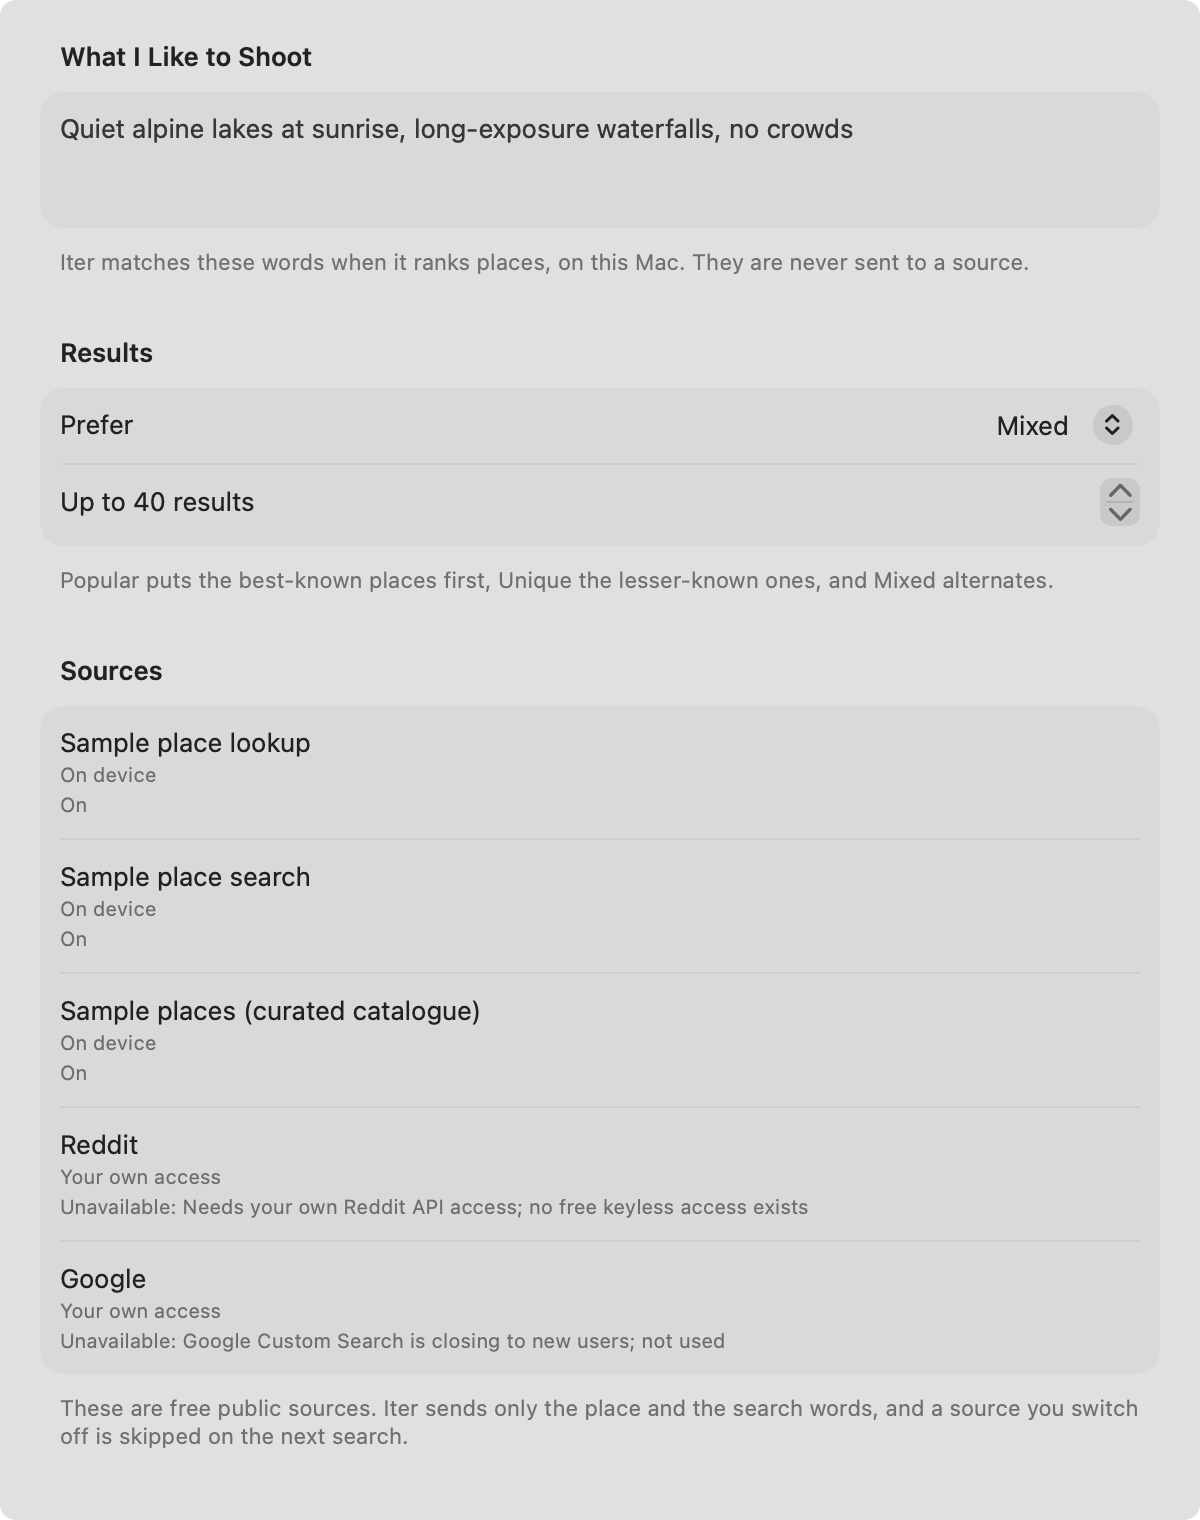 What I Like to Shoot
Quiet alpine lakes at sunrise, long-exposure waterfalls, no crowds
Iter matches these words when it ranks places, on this Mac. They are never sent to a source.
Results
Prefer
Mixed
Up to 40 results
Popular puts the best-known places first, Unique the lesser-known ones, and Mixed alternates.
Sources
Sample place lookup
On device
On
Sample place search
On device
On
Sample places (curated catalogue)
On device
On
Reddit
Your own access
Unavailable: Needs your own Reddit API access; no free keyless access exists
Google
Your own access
Unavailable: Google Custom Search is closing to new users; not used
These are free public sources. Iter sends only the place and the search words, and a source you switch
off is skipped on the next search.